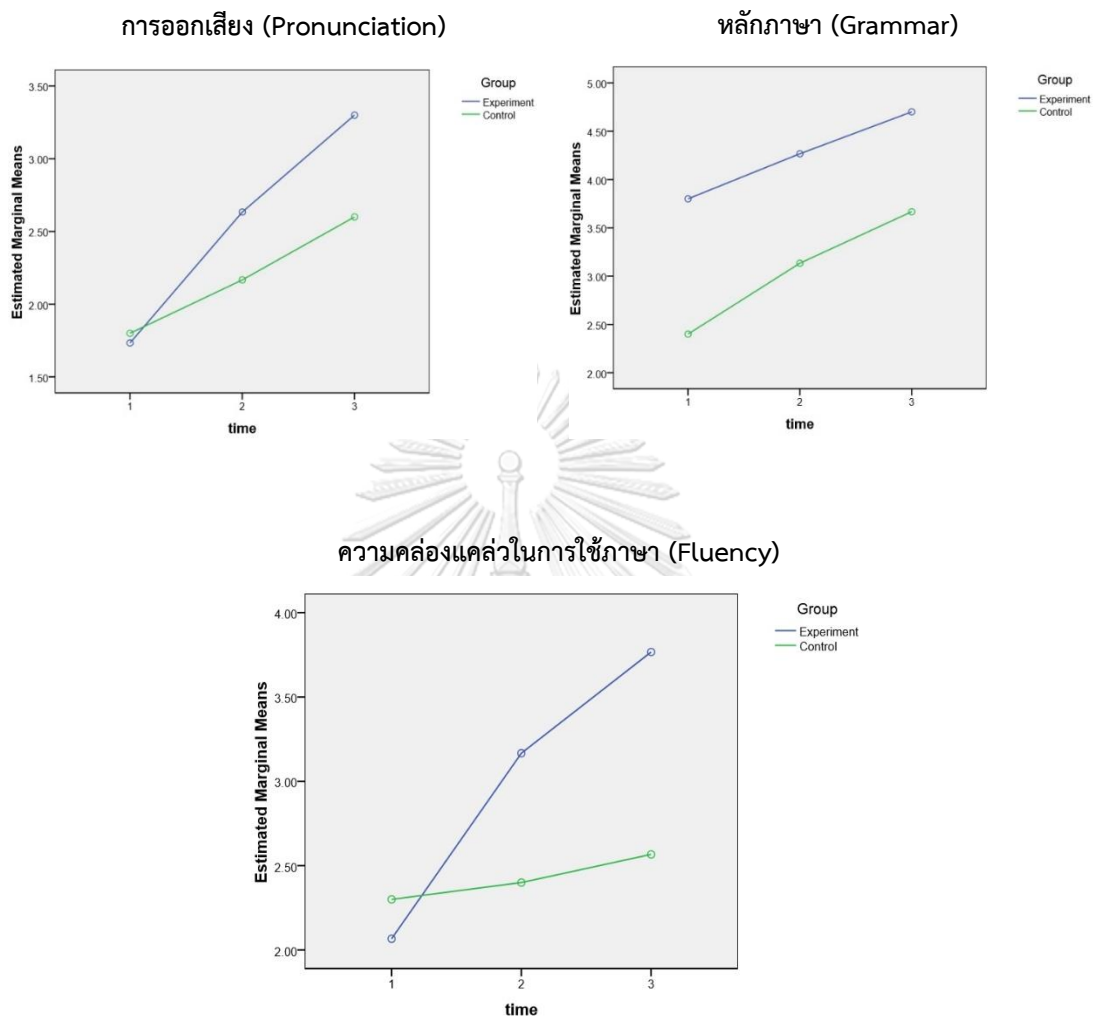 การออกเสียง (Pronunciation)
หลักภาษา (Grammar)
Group
Experiment
Control
3.50
3.00
2.50
2.00
1.50
Estimated Marginal Means
1
2
3
time
Group
Experiment
Control
5.00
4.50
4.00
3.50
3.00
2.50
2.00
Estimated Marginal Means
1
2
3
time
ความคล่องแคล่วในการใช้ภาษา (Fluency)
Group
Experiment
Control
4.00
3.50
3.00
2.50
2.00
Estimated Marginal Means
1
2
3
time